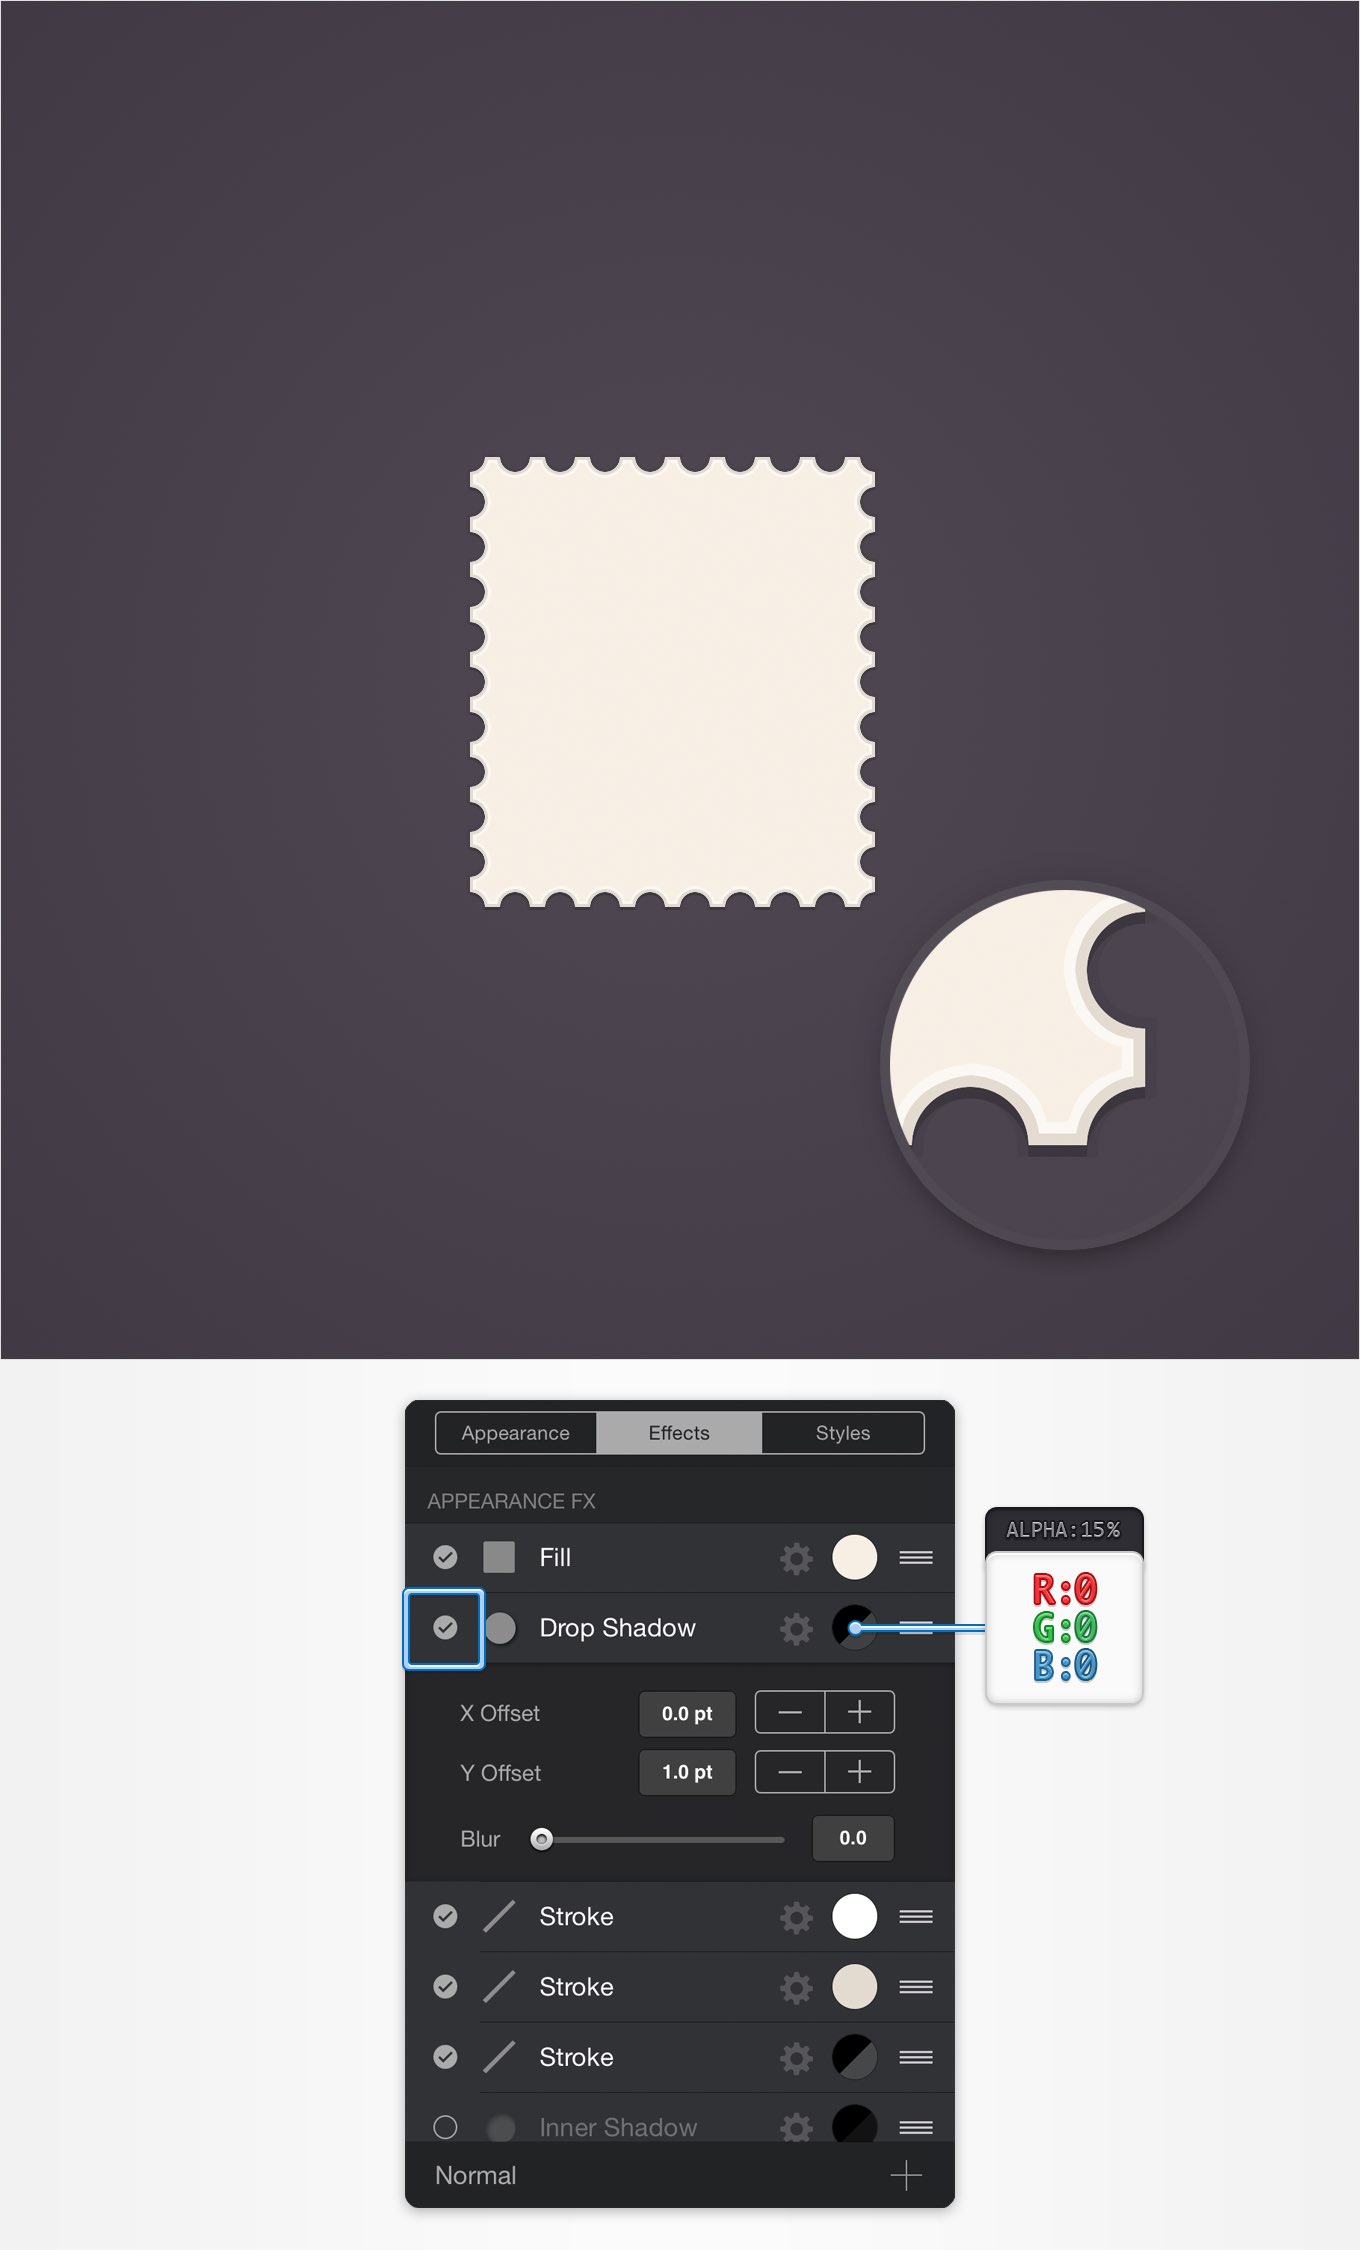 Appearance Effects Styles
APPEARANCE FX
ALPHA:15%
Fill
R:0
Drop Shadow
G:0
B:0
X Offset 0.0 pt
Y Offset 1.0 pt
Blur 0.0
Stroke
Stroke
Stroke
Inner Shadow
Normal